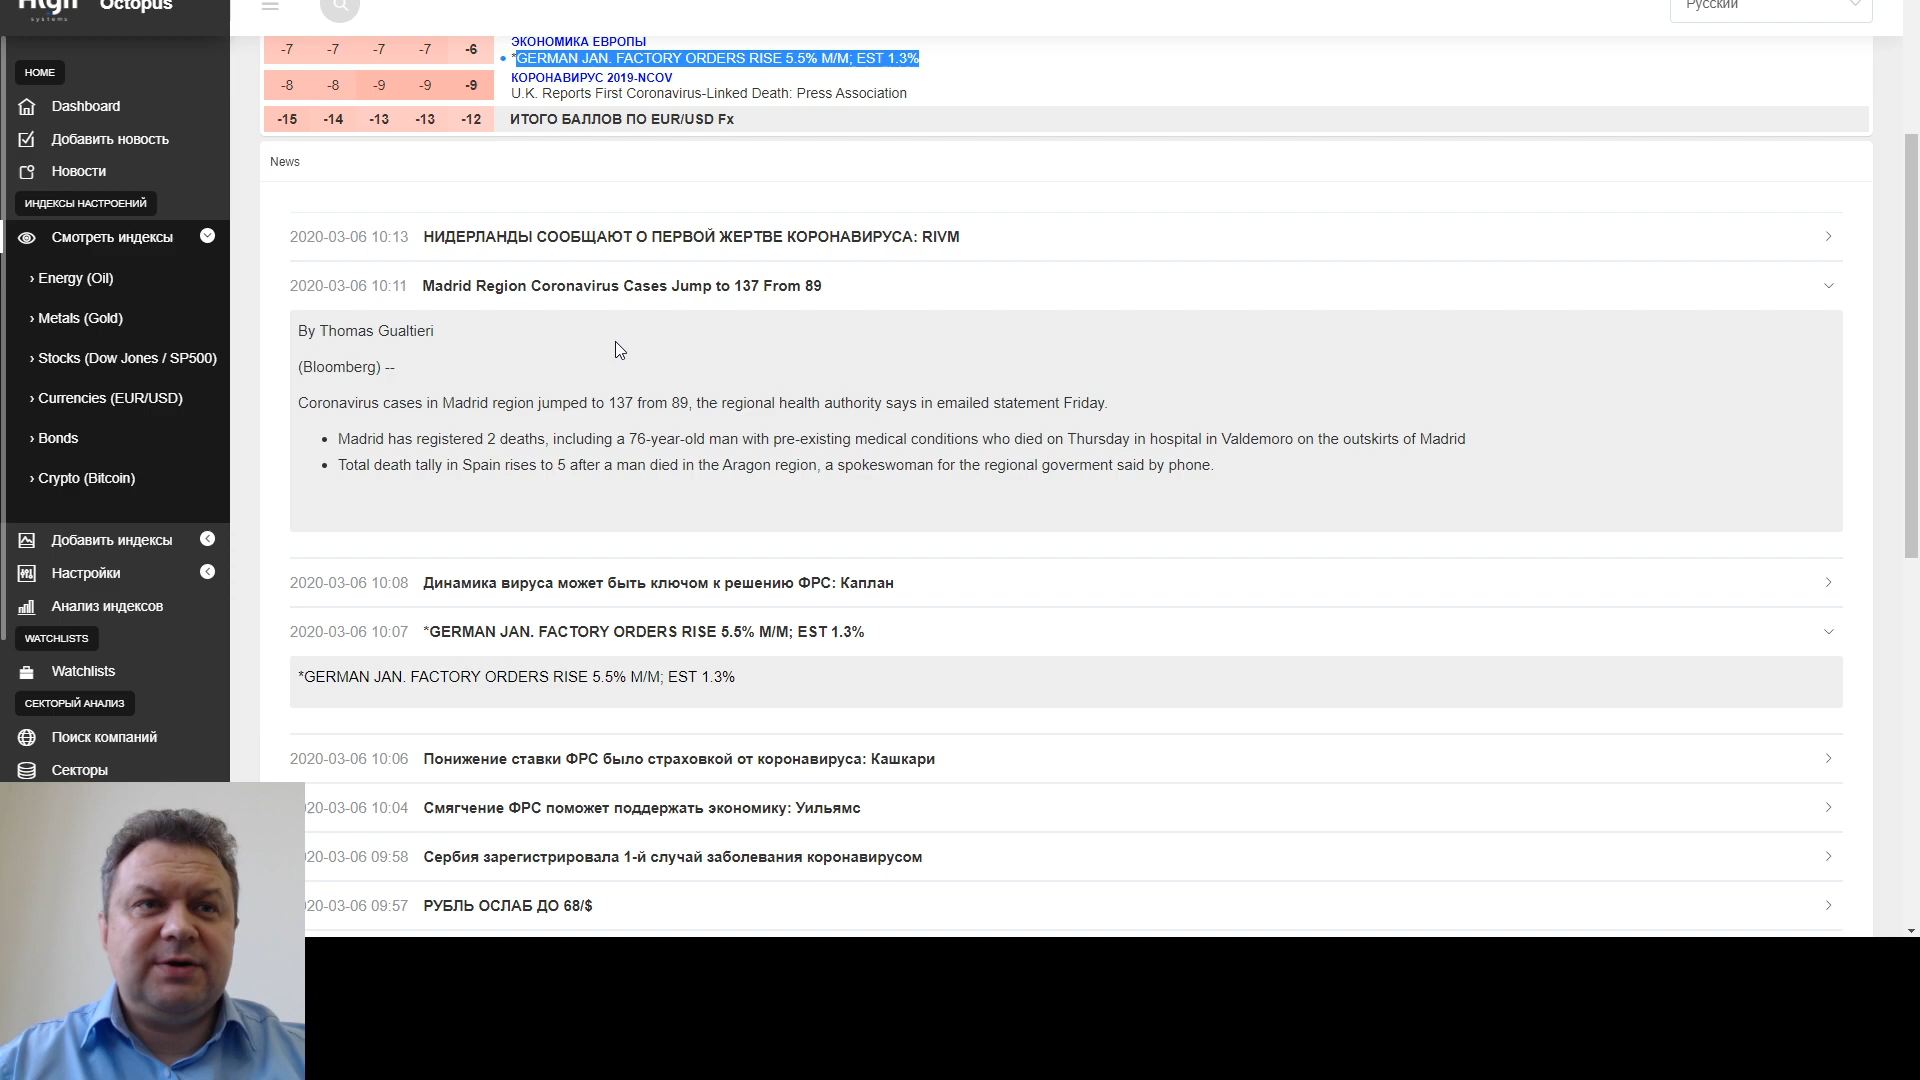 Octopus
systems
Русский
HOME
Dashboard
Добавить новость
Новости
ИНДЕКСЫ НАСТРОЕНИЙ
Смотреть индексы
› Energy (Oil)
› Metals (Gold)
› Stocks (Dow Jones / SP500)
› Currencies (EUR/USD)
› Bonds
› Crypto (Bitcoin)
Добавить индексы
Настройки
Анализ индексов
WATCHLISTS
Watchlists
СЕКТОРЫЙ АНАЛИЗ
Поиск компаний
Секторы
-7 -7 -7 -7 -6 ЭКОНОМИКА ЕВРОПЫ
*GERMAN JAN. FACTORY ORDERS RISE 5.5% M/M; EST 1.3%
-8 -8 -9 -9 -9 КОРОНАВИРУС 2019-NCOV
U.K. Reports First Coronavirus-Linked Death: Press Association
-15 -14 -13 -13 -12 ИТОГО БАЛЛОВ ПО EUR/USD Fx
News
2020-03-06 10:13 НИДЕРЛАНДЫ СООБЩАЮТ О ПЕРВОЙ ЖЕРТВЕ КОРОНАВИРУСА: RIVM
2020-03-06 10:11 Madrid Region Coronavirus Cases Jump to 137 From 89
By Thomas Gualtieri
(Bloomberg) --
Coronavirus cases in Madrid region jumped to 137 from 89, the regional health authority says in emailed statement Friday.
• Madrid has registered 2 deaths, including a 76-year-old man with pre-existing medical conditions who died on Thursday in hospital in Valdemoro on the outskirts of Madrid
• Total death tally in Spain rises to 5 after a man died in the Aragon region, a spokeswoman for the regional goverment said by phone.
2020-03-06 10:08 Динамика вируса может быть ключом к решению ФРС: Каплан
2020-03-06 10:07 *GERMAN JAN. FACTORY ORDERS RISE 5.5% M/M; EST 1.3%
*GERMAN JAN. FACTORY ORDERS RISE 5.5% M/M; EST 1.3%
2020-03-06 10:06 Понижение ставки ФРС было страховкой от коронавируса: Кашкари
20-03-06 10:04 Смягчение ФРС поможет поддержать экономику: Уильямс
20-03-06 09:58 Сербия зарегистрировала 1-й случай заболевания коронавирусом
20-03-06 09:57 РУБЛЬ ОСЛАБ ДО 68/$